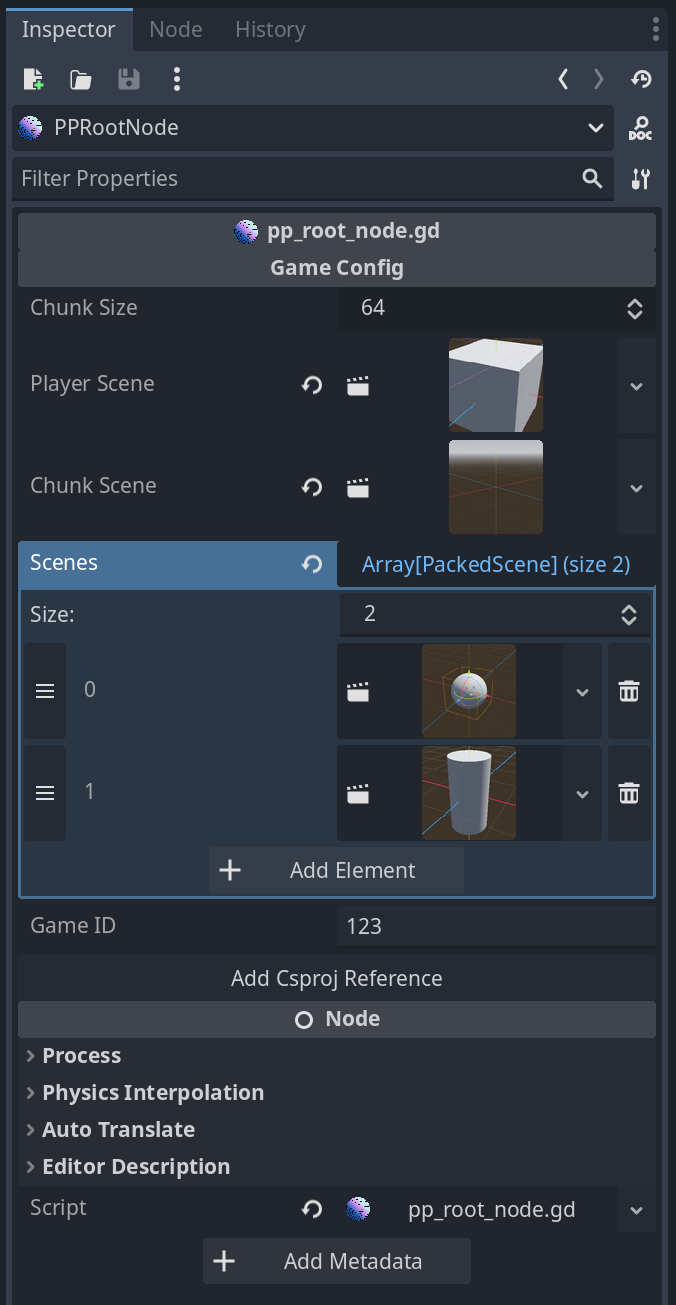 Inspector Node History
PPRootNode
DOC
Filter Properties
pp_root_node.gd
Game Config
Chunk Size 64
Player Scene
Chunk Scene
Scenes Array[PackedScene] (size 2)
Size: 2
0
1
Add Element
Game ID 123
Add Csproj Reference
Node
Process
Physics Interpolation
Auto Translate
Editor Description
Script pp_root_node.gd
Add Metadata